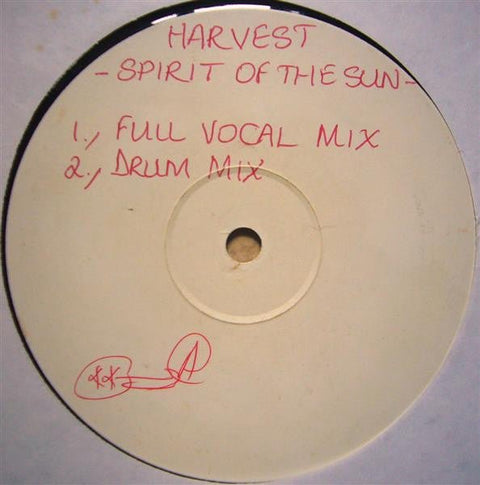 HARVEST
- SPIRIT OF THE SUN -
1., FULL VOCAL MIX
2., DRUM MIX
A